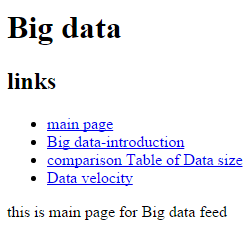 Big data
links
main page
Big data-introduction
comparison Table of Data size
Data velocity
this is main page for Big data feed